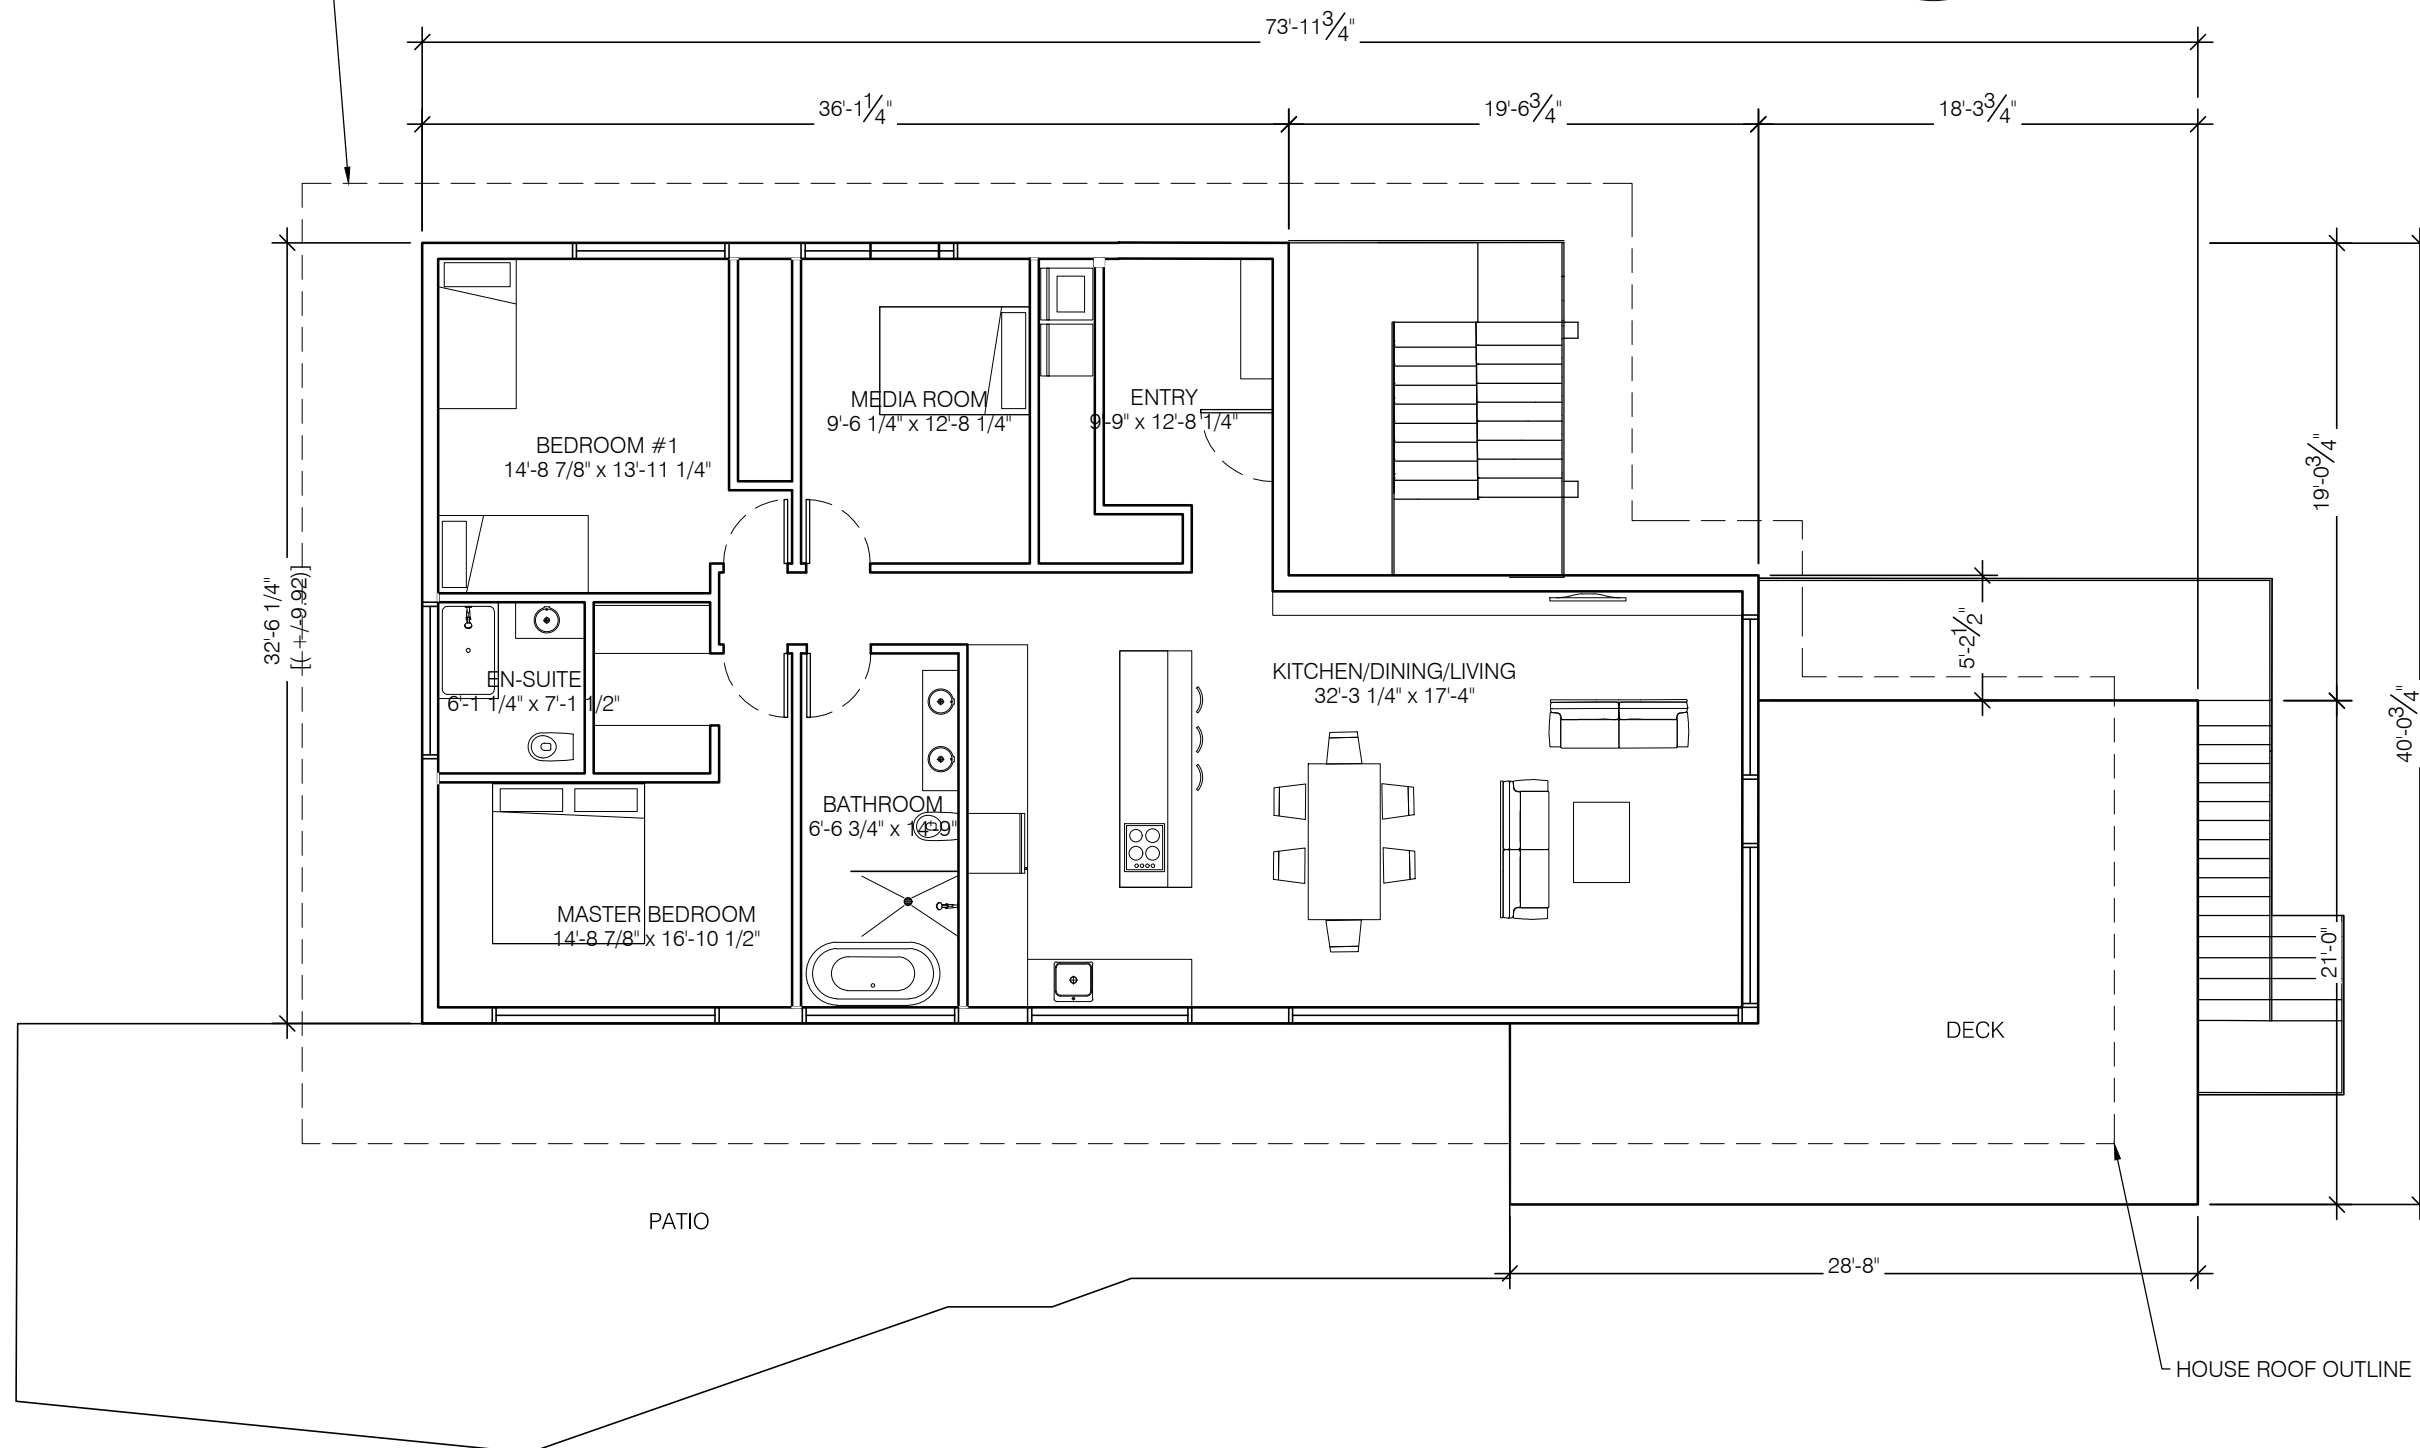 73'-11 3/4"
36'-1 1/4"
19'-6 3/4"
18'-3 3/4"
MEDIA ROOM
9'-6 1/4" x 12'-8 1/4"
ENTRY
9'-9" x 12'-8 1/4"
BEDROOM #1
14'-8 7/8" x 13'-11 1/4"
19'-0 3/4"
32'-6 1/4"
[( +/-9.92)]
5'-2 1/2"
EN-SUITE
6'-1 1/4" x 7'-1 1/2"
KITCHEN/DINING/LIVING
32'-3 1/4" x 17'-4"
40'-0 3/4"
BATHROOM
6'-6 3/4" x 14'-9"
MASTER BEDROOM
14'-8 7/8" x 16'-10 1/2"
21'-0"
DECK
PATIO
28'-8"
HOUSE ROOF OUTLINE